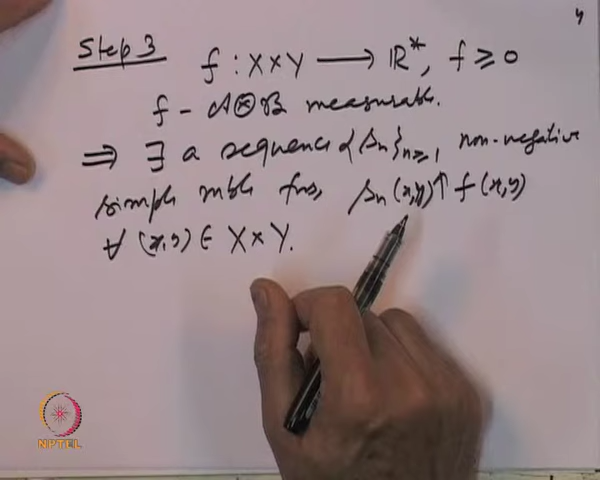 4
Step 3 f : X×Y → ℝ*, f ≥ 0
f - A⊗B measurable.
⇒ ∃ a sequence {sn}n≥1 non-negative
simple mble fns, sn(x,y) ↑ f(x,y)
∀ (x,y) ∈ X×Y.
NPTEL